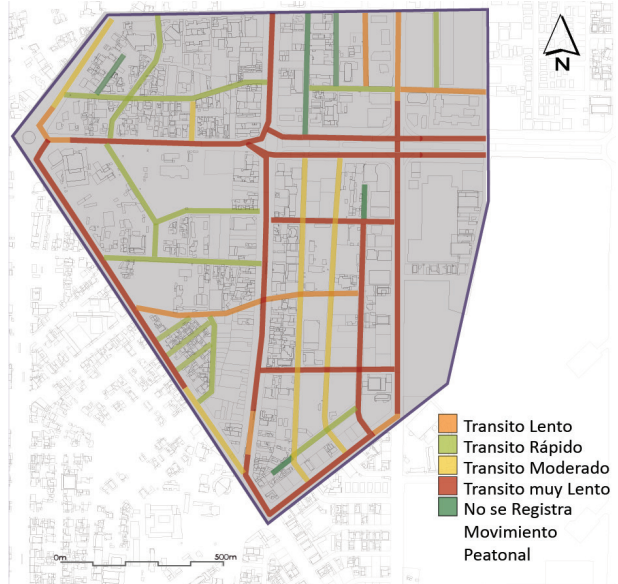 N
Transito Lento
Transito Rápido
Transito Moderado
Transito muy Lento
No se Registra
Movimiento
Peatonal
0m
500m